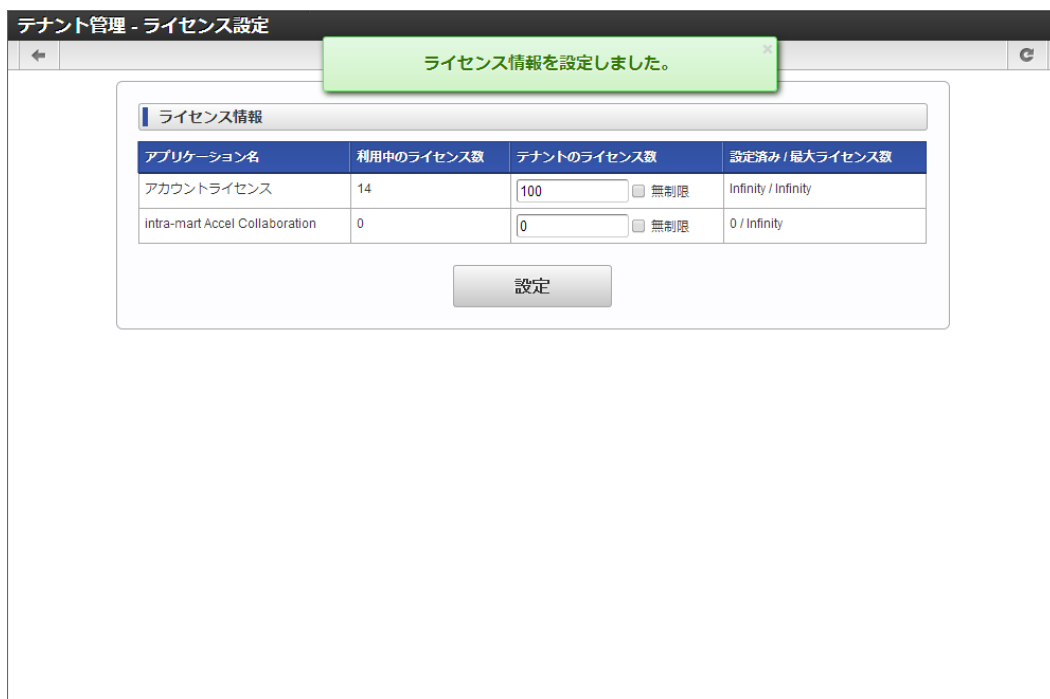 テナント管理 - ライセンス設定
ライセンス情報を設定しました。
ライセンス情報
アプリケーション名 利用中のライセンス数 テナントのライセンス数 設定済み / 最大ライセンス数
アカウントライセンス 14 100 無制限 Infinity / Infinity
intra-mart Accel Collaboration 0 0 無制限 0 / Infinity
設定